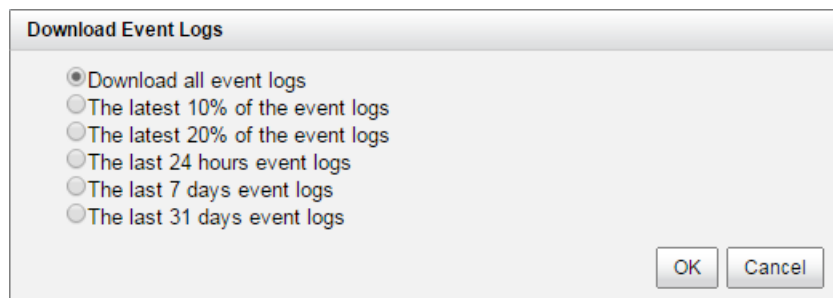 Download Event Logs
Download all event logs
The latest 10% of the event logs
The latest 20% of the event logs
The last 24 hours event logs
The last 7 days event logs
The last 31 days event logs
OK Cancel